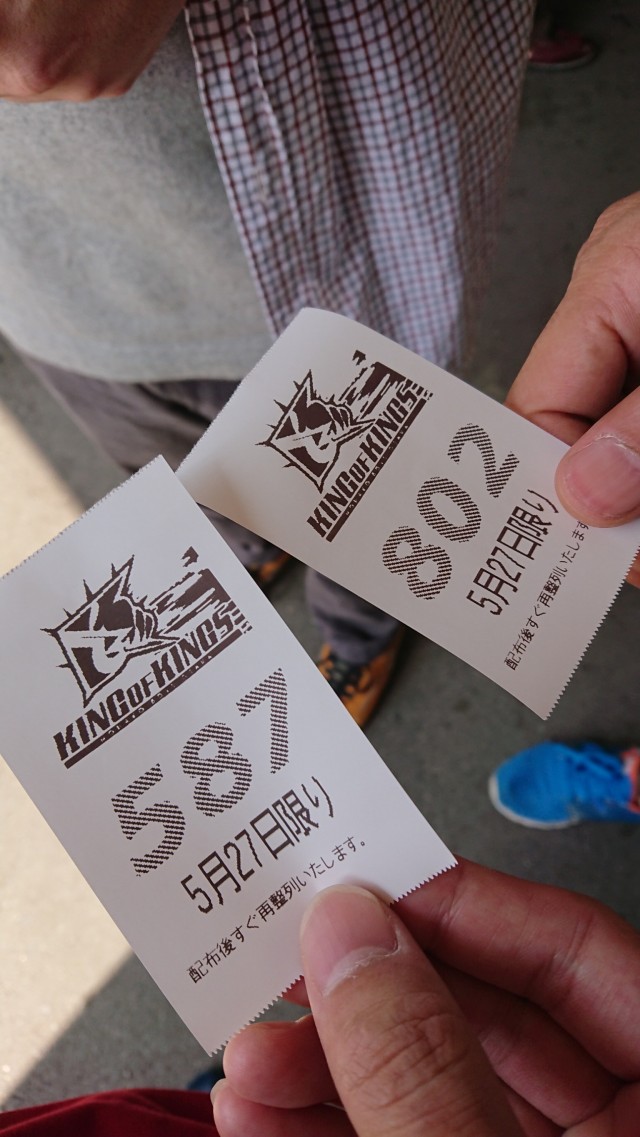 KING OF KINGS
802
5月27日限り
配布後すぐ再整列いたします
KING OF KINGS
587
5月27日限り
配布後すぐ再整列いたします。